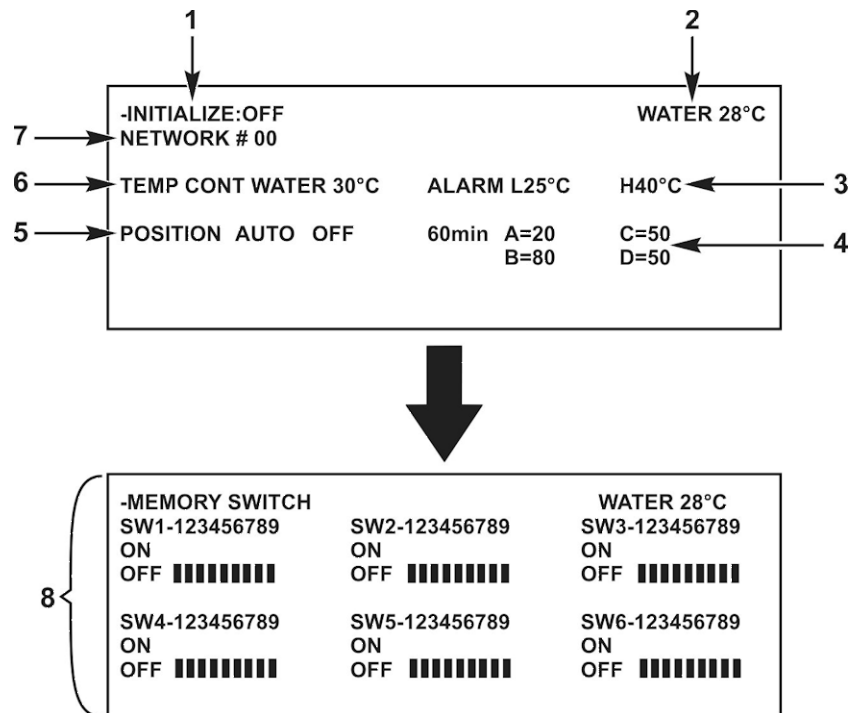 1 2
-INITIALIZE:OFF WATER 28°C
7 NETWORK # 00
6 TEMP CONT WATER 30°C ALARM L25°C H40°C 3
5 POSITION AUTO OFF 60min A=20 C=50 4
B=80 D=50
-MEMORY SWITCH WATER 28°C
SW1-123456789 SW2-123456789 SW3-123456789
ON ON ON
OFF OFF OFF
8
SW4-123456789 SW5-123456789 SW6-123456789
ON ON ON
OFF OFF OFF